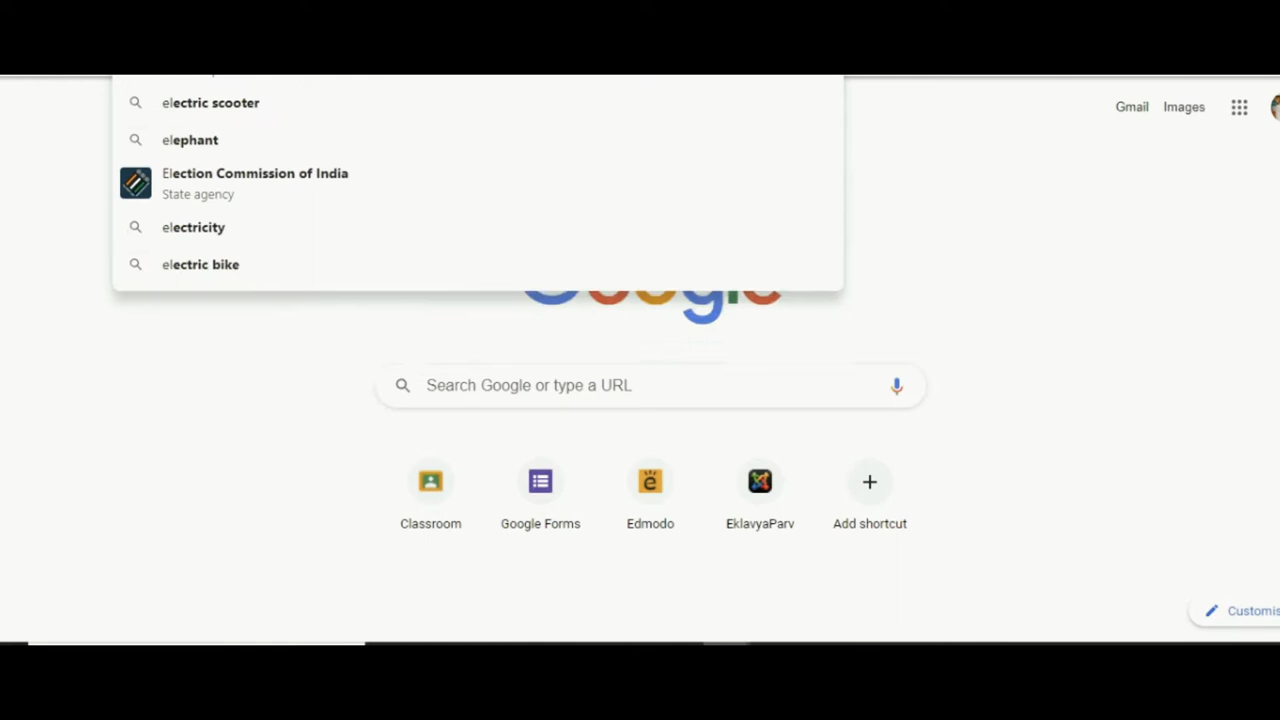 electric scooter
elephant
Election Commission of India
State agency
electricity
electric bike
Gmail Images
Google
Search Google or type a URL
Classroom Google Forms Edmodo EklavyaParv Add shortcut
Customis